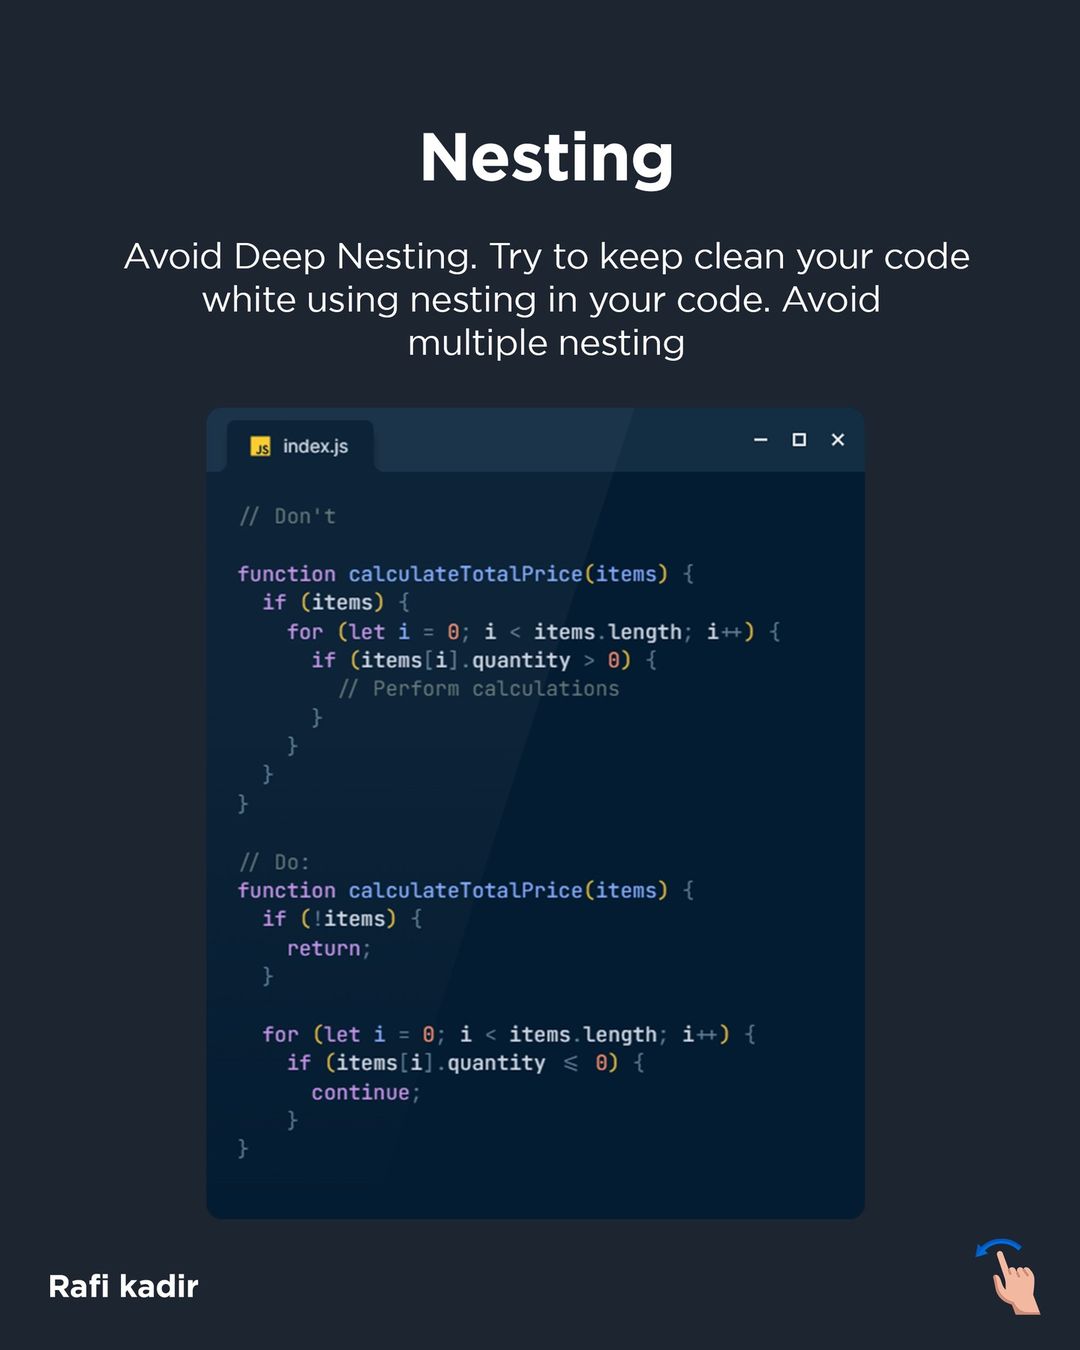 Nesting
Avoid Deep Nesting. Try to keep clean your code
white using nesting in your code. Avoid
multiple nesting
JS index.js
// Don't
function calculateTotalPrice(items) {
  if (items) {
    for (let i = 0; i < items.length; i++) {
      if (items[i].quantity > 0) {
        // Perform calculations
      }
    }
  }
}
// Do:
function calculateTotalPrice(items) {
  if (!items) {
    return;
  }
  for (let i = 0; i < items.length; i++) {
    if (items[i].quantity ⩽ 0) {
      continue;
    }
}
Rafi kadir